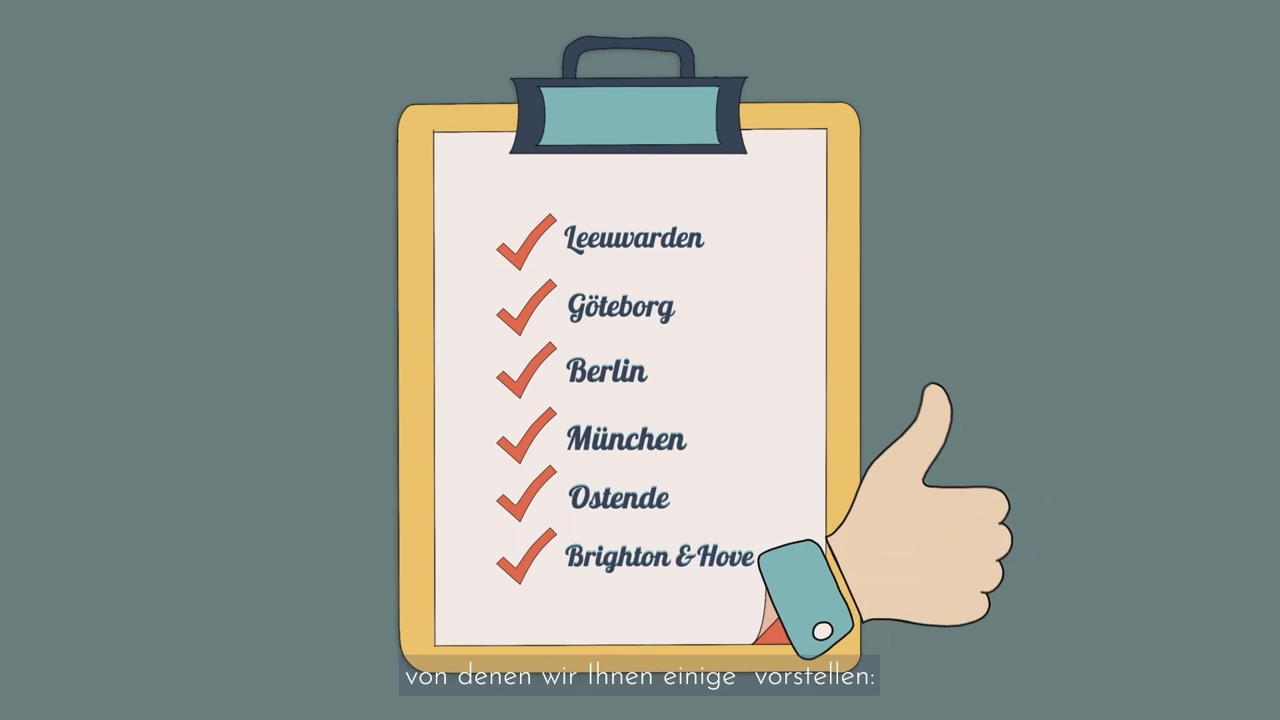 Leeuwarden
Göteborg
Berlin
München
Ostende
Brighton & Hove
von denen wir Ihnen einige vorstellen: